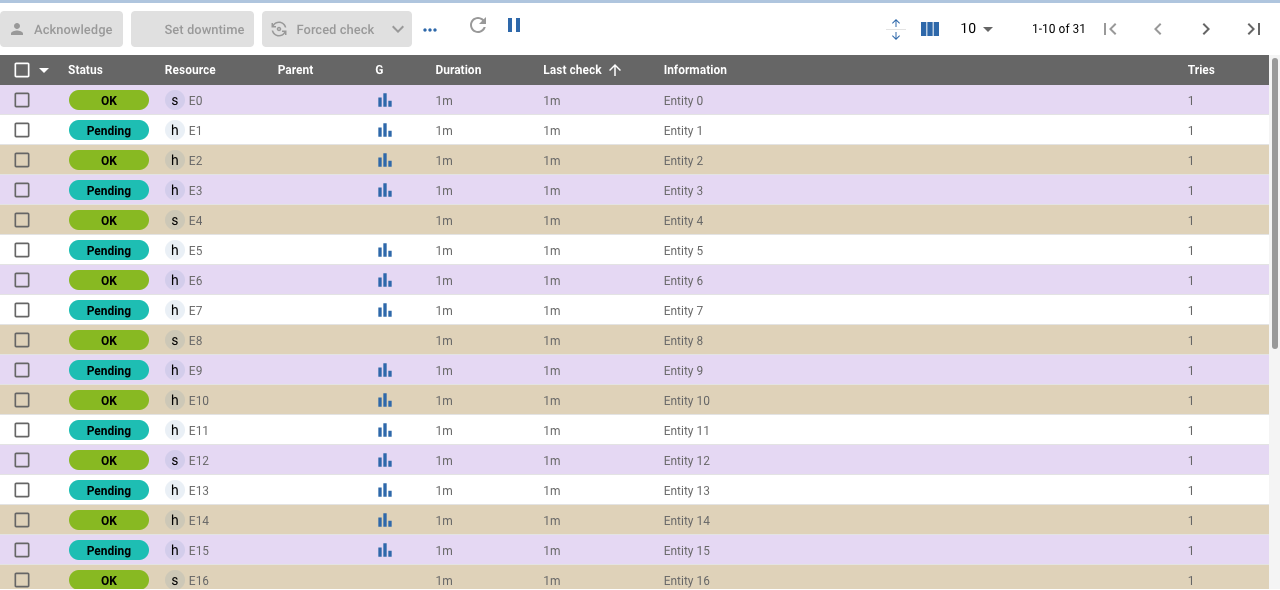 Acknowledge Set downtime Forced check 10 1-10 of 31
Status Resource Parent G Duration Last check Information Tries
OK s E0 1m 1m Entity 0 1
Pending h E1 1m 1m Entity 1 1
OK h E2 1m 1m Entity 2 1
Pending h E3 1m 1m Entity 3 1
OK s E4 1m 1m Entity 4 1
Pending h E5 1m 1m Entity 5 1
OK h E6 1m 1m Entity 6 1
Pending h E7 1m 1m Entity 7 1
OK s E8 1m 1m Entity 8 1
Pending h E9 1m 1m Entity 9 1
OK h E10 1m 1m Entity 10 1
Pending h E11 1m 1m Entity 11 1
OK s E12 1m 1m Entity 12 1
Pending h E13 1m 1m Entity 13 1
OK h E14 1m 1m Entity 14 1
Pending h E15 1m 1m Entity 15 1
OK s E16 1m 1m Entity 16 1